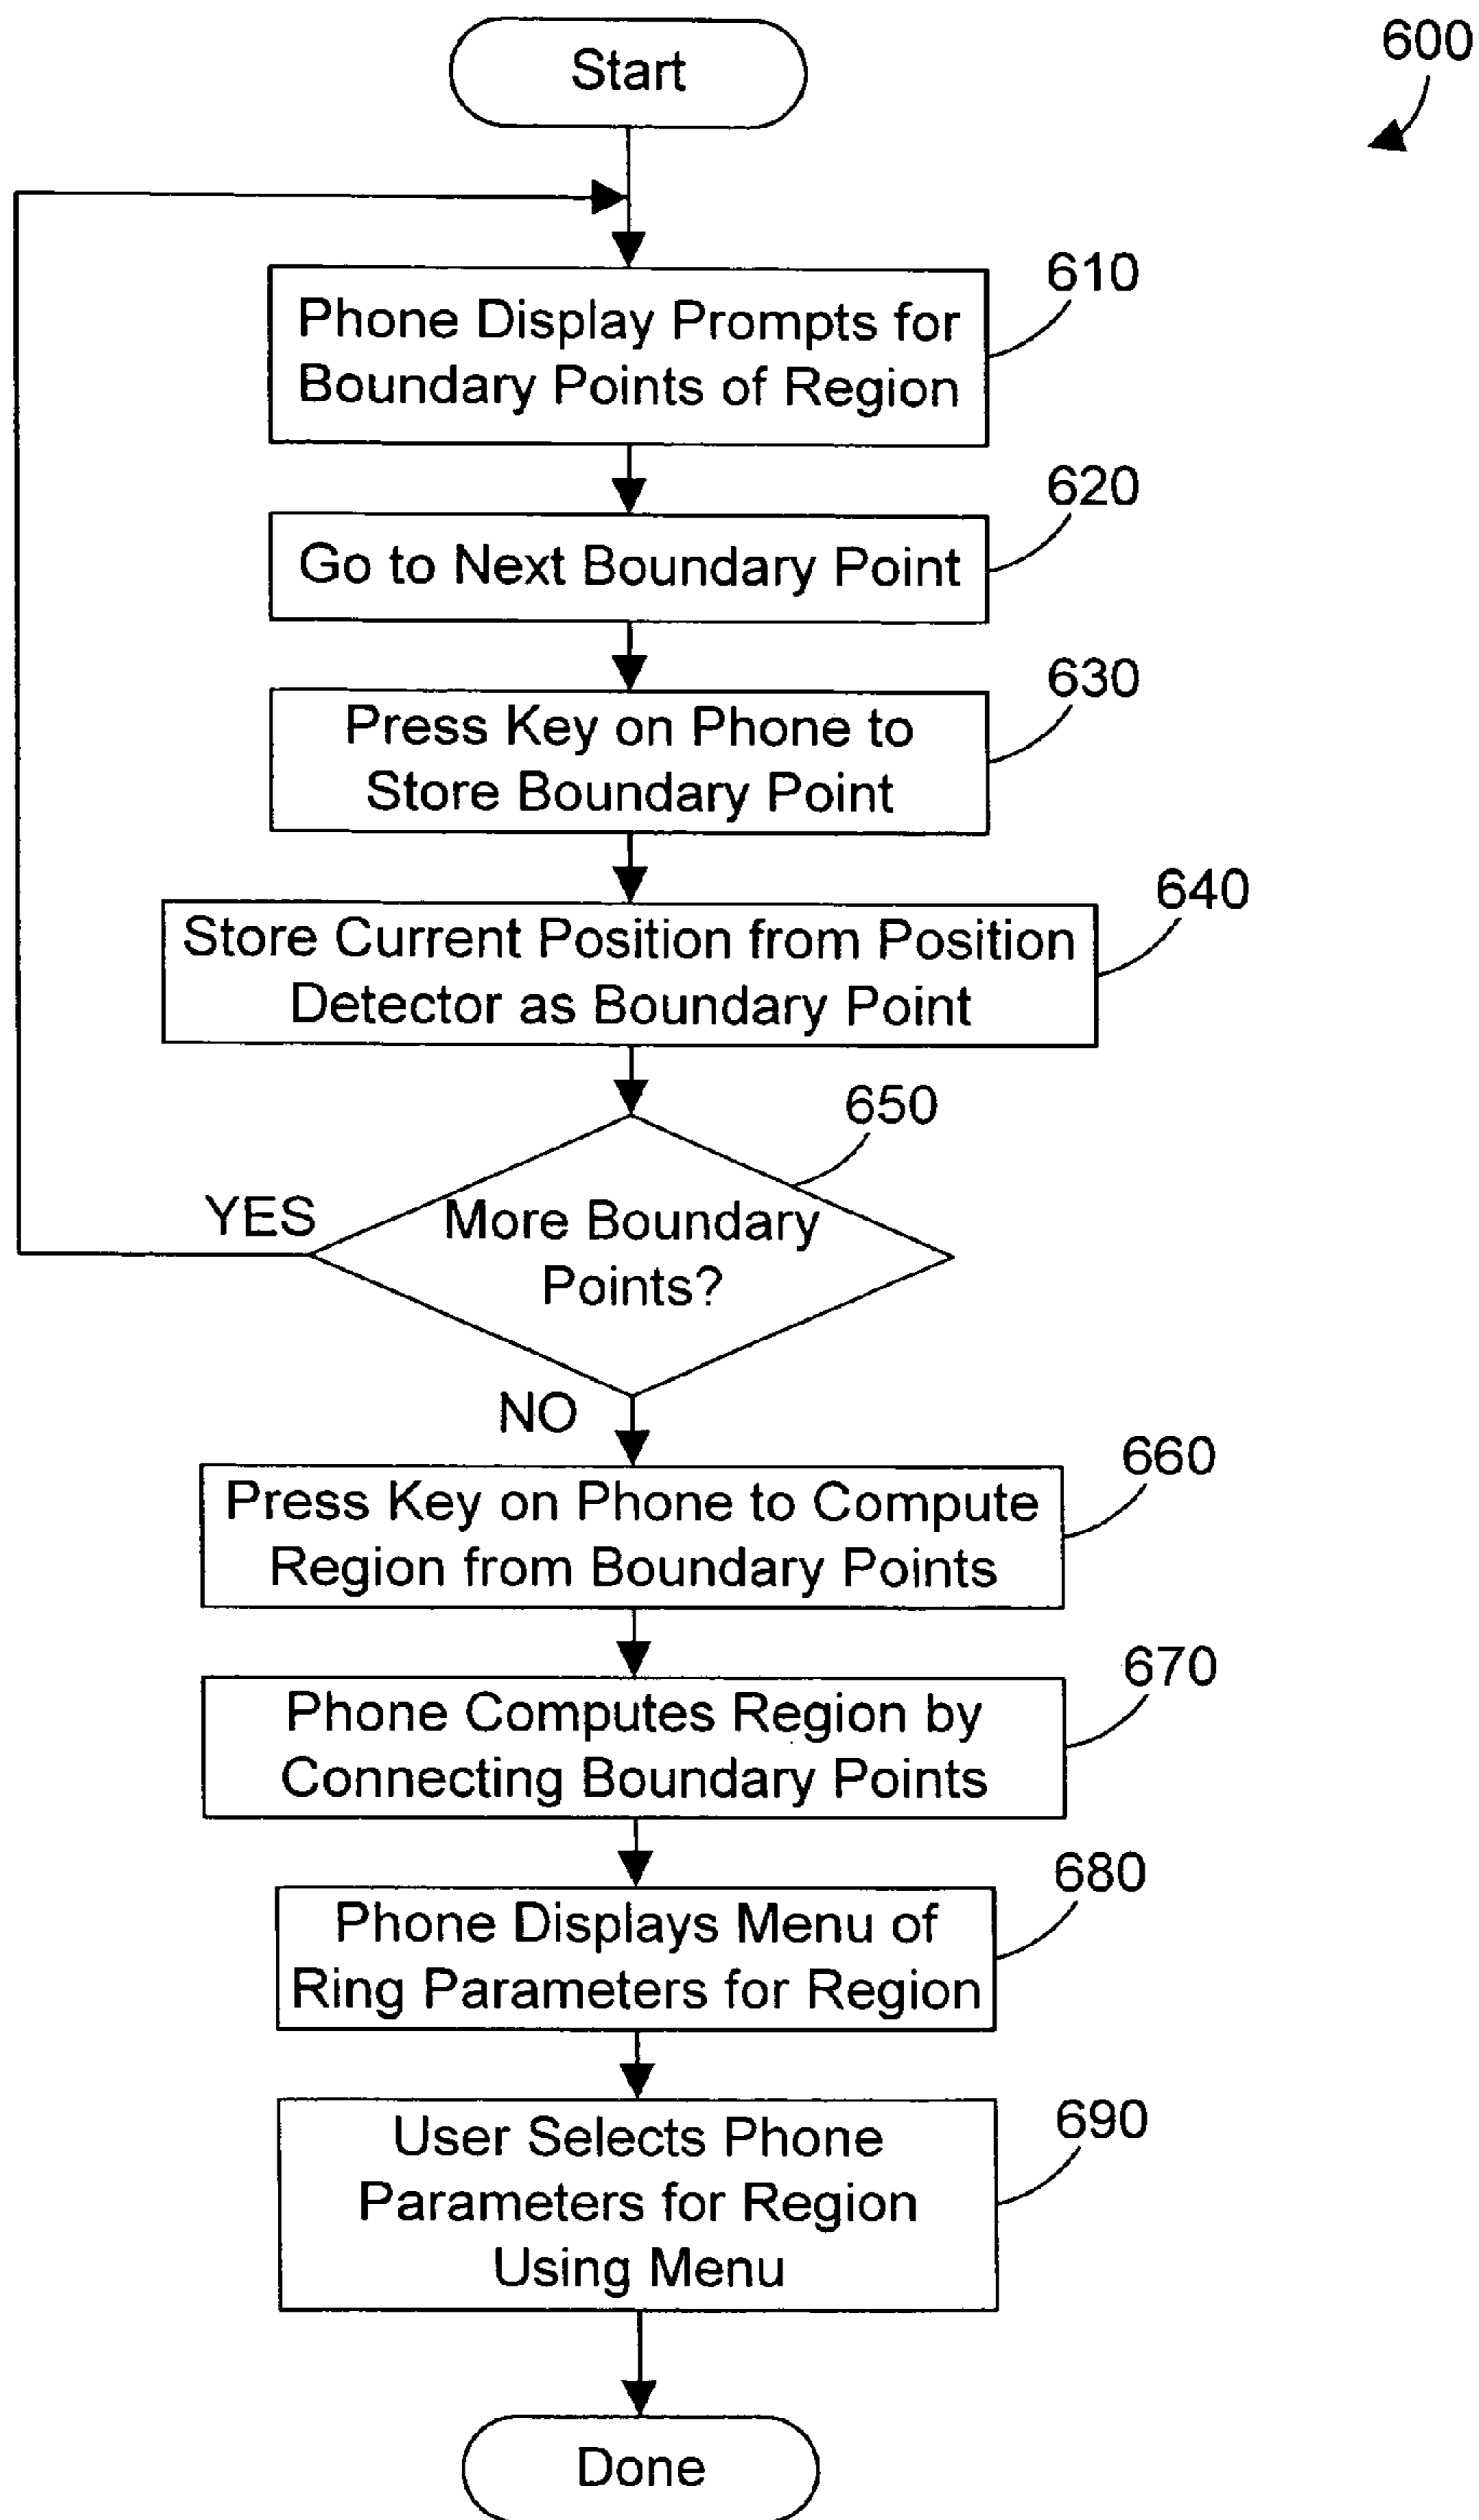 Start
600
610
Phone Display Prompts for
Boundary Points of Region
620
Go to Next Boundary Point
630
Press Key on Phone to
Store Boundary Point
640
Store Current Position from Position
Detector as Boundary Point
650
YES
More Boundary
Points?
NO
660
Press Key on Phone to Compute
Region from Boundary Points
670
Phone Computes Region by
Connecting Boundary Points
680
Phone Displays Menu of
Ring Parameters for Region
690
User Selects Phone
Parameters for Region
Using Menu
Done